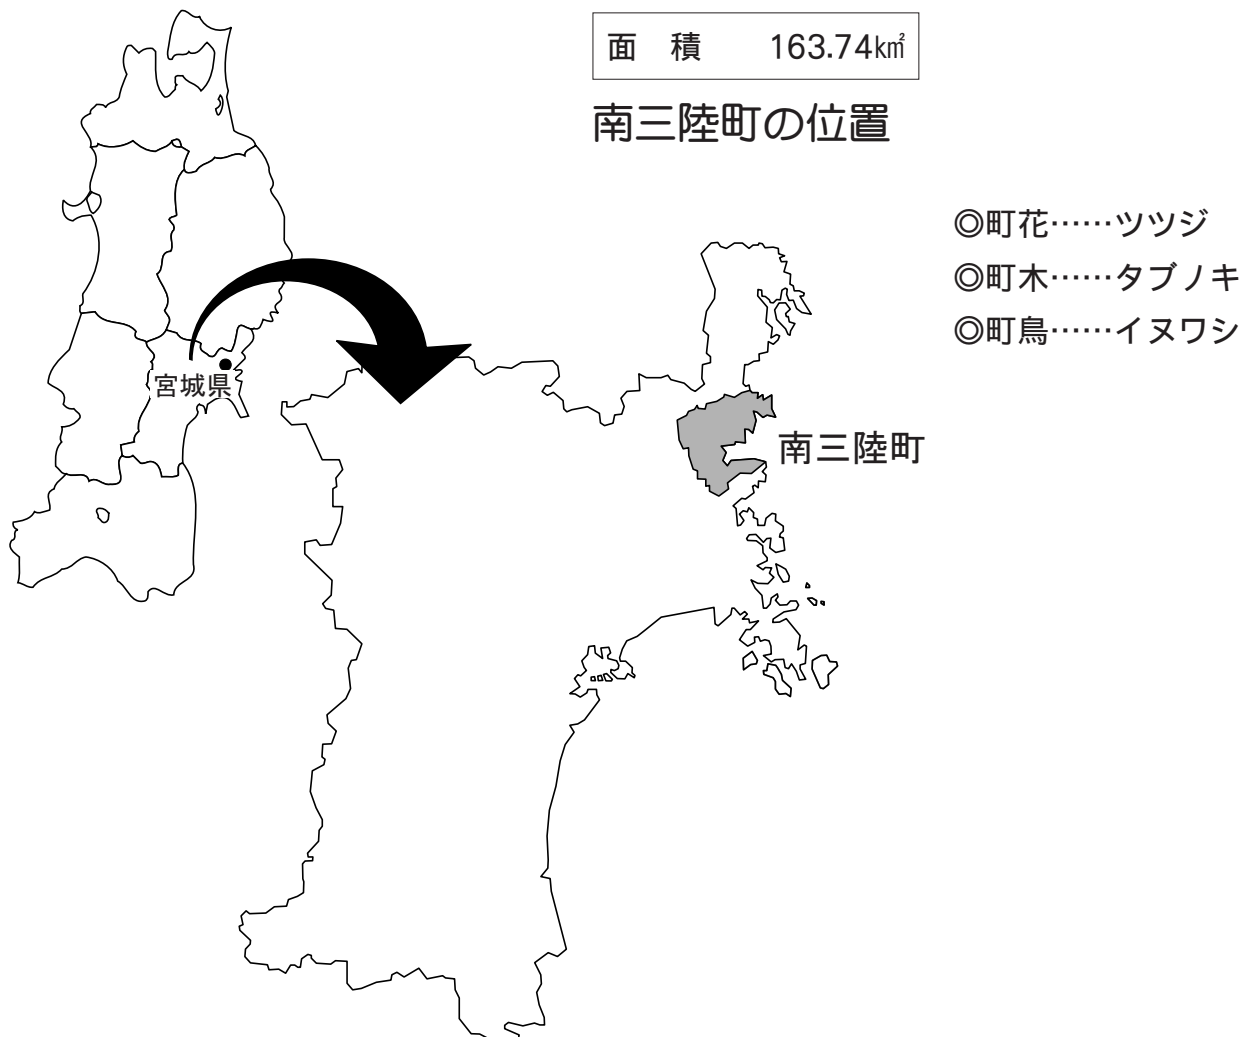 面　積　　163.74㎢
南三陸町の位置
◎町花……ツツジ
◎町木……タブノキ
◎町鳥……イヌワシ
宮城県
南三陸町